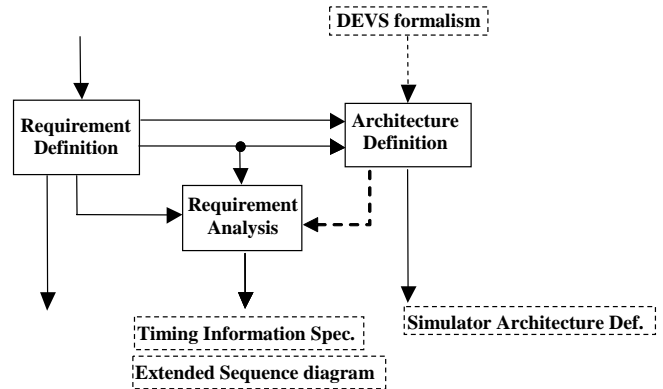 DEVS formalism
Requirement
Definition
Architecture
Definition
Requirement
Analysis
Timing Information Spec.
Extended Sequence diagram
Simulator Architecture Def.